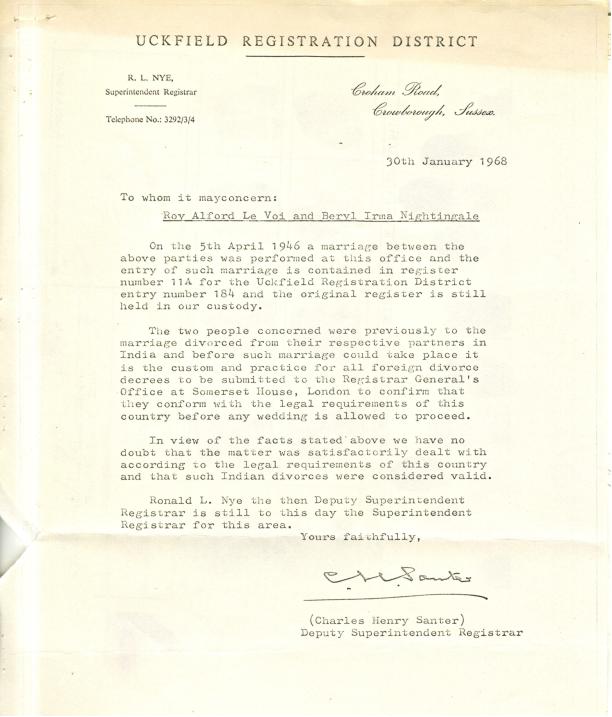 UCKFIELD REGISTRATION DISTRICT
R. L. NYE,
Superintendent Registrar
Telephone No.: 3292/3/4
Croham Road,
Crowborough, Sussex.
30th January 1968
To whom it mayconcern:
Roy Alford Le Voi and Beryl Irma Nightingale
On the 5th April 1946 a marriage between the
above parties was performed at this office and the
entry of such marriage is contained in register
number 11A for the Uckfield Registration District
entry number 184 and the original register is still
held in our custody.
The two people concerned were previously to the
marriage divorced from their respective partners in
India and before such marriage could take place it
is the custom and practice for all foreign divorce
decrees to be submitted to the Registrar General's
Office at Somerset House, London to confirm that
they conform with the legal requirements of this
country before any wedding is allowed to proceed.
In view of the facts stated above we have no
doubt that the matter was satisfactorily dealt with
according to the legal requirements of this country
and that such Indian divorces were considered valid.
Ronald L. Nye the then Deputy Superintendent
Registrar is still to this day the Superintendent
Registrar for this area.
Yours faithfully,
C. H. Santer
(Charles Henry Santer)
Deputy Superintendent Registrar